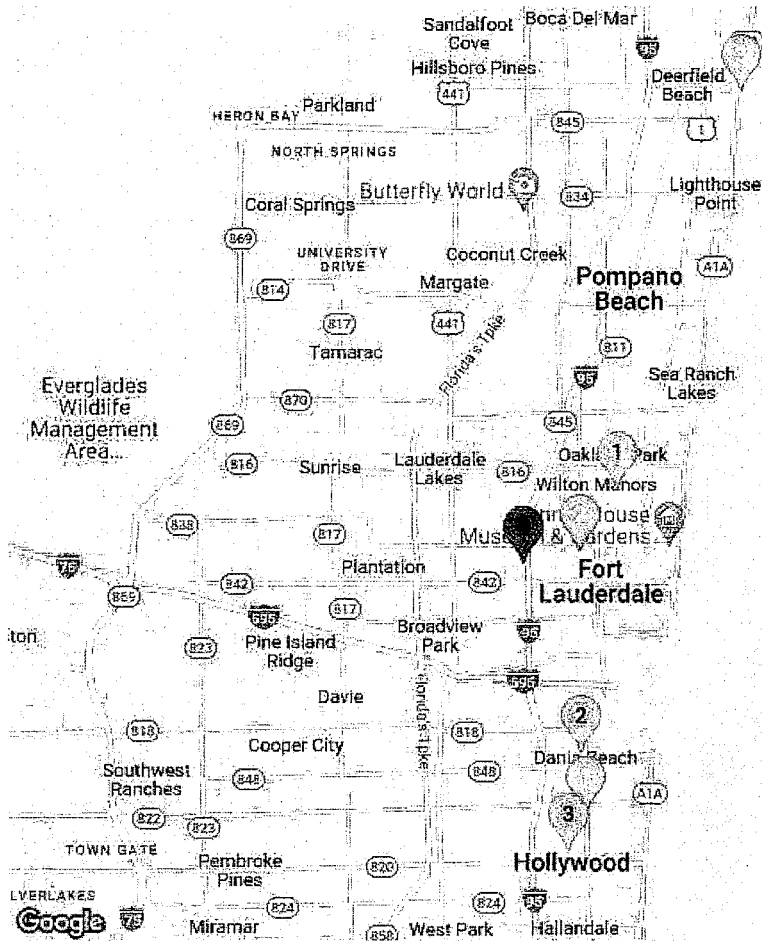 Sandalfoot
Cove
Boca Del Mar
95
Hillsboro Pines
Deerfield
Beach
441
Parkland
HERON BAY
845
1
NORTH SPRINGS
Butterfly World
Coral Springs
834
Lighthouse
Point
869
UNIVERSITY
DRIVE
Coconut Creek
A1A
814
Margate
Pompano
Beach
817
441
Florida's Tpke
Tamarac
811
95
Sea Ranch
Lakes
Everglades
Wildlife
Management
Area...
870
869
845
816
Sunrise
Lauderdale
Lakes
816
1
Park
Wilton Manors
838
817
House
& Gardens
75
Plantation
Fort
Lauderdale
869
842
842
595
817
Broadview
Park
95
ton
823
Pine Island
Ridge
595
Davie
Florida's Tpke
2
818
818
Cooper City
Dania Beach
Southwest
Ranches
848
848
A1A
822
823
3
TOWN GATE
Pembroke
Pines
820
Hollywood
LVERLAKES
824
824
95
Google
75
Miramar
858
West Park
Hallandale